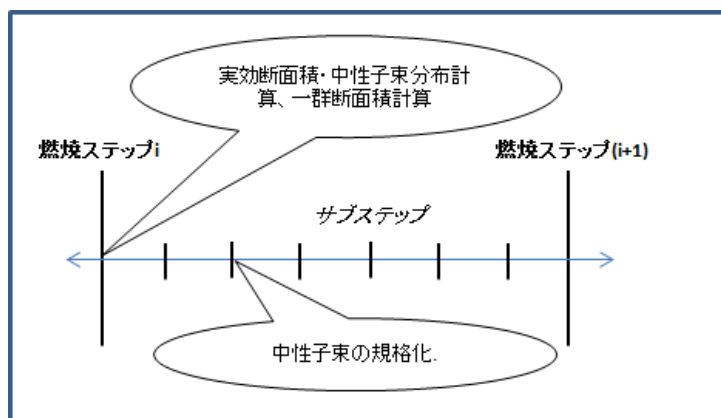 実効断面積・中性子束分布計
算、一群断面積計算
燃焼ステップi
燃焼ステップ(i+1)
サブステップ
中性子束の規格化.